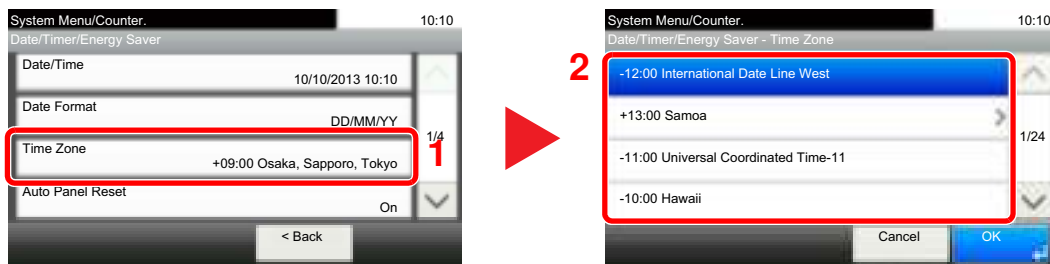 System Menu/Counter. 10:10
Date/Timer/Energy Saver
Date/Time
10/10/2013 10:10
Date Format
DD/MM/YY
1/4
Time Zone
+09:00 Osaka, Sapporo, Tokyo
1
Auto Panel Reset
On
< Back
System Menu/Counter. 10:10
Date/Timer/Energy Saver - Time Zone
2
-12:00 International Date Line West
+13:00 Samoa
1/24
-11:00 Universal Coordinated Time-11
-10:00 Hawaii
Cancel OK